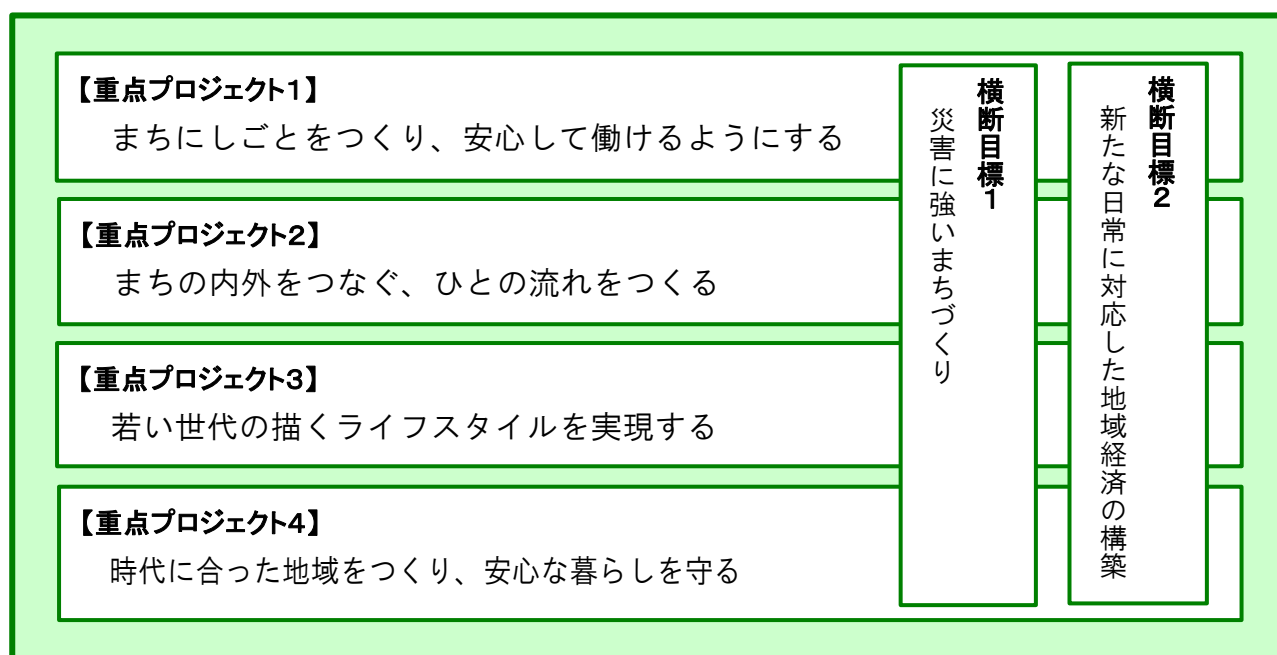 【重点プロジェクト1】
まちにしごとをつくり、安心して働けるようにする
【重点プロジェクト2】
まちの内外をつなぐ、ひとの流れをつくる
【重点プロジェクト3】
若い世代の描くライフスタイルを実現する
【重点プロジェクト4】
時代に合った地域をつくり、安心な暮らしを守る
横断目標1
災害に強いまちづくり
横断目標2
新たな日常に対応した地域経済の構築